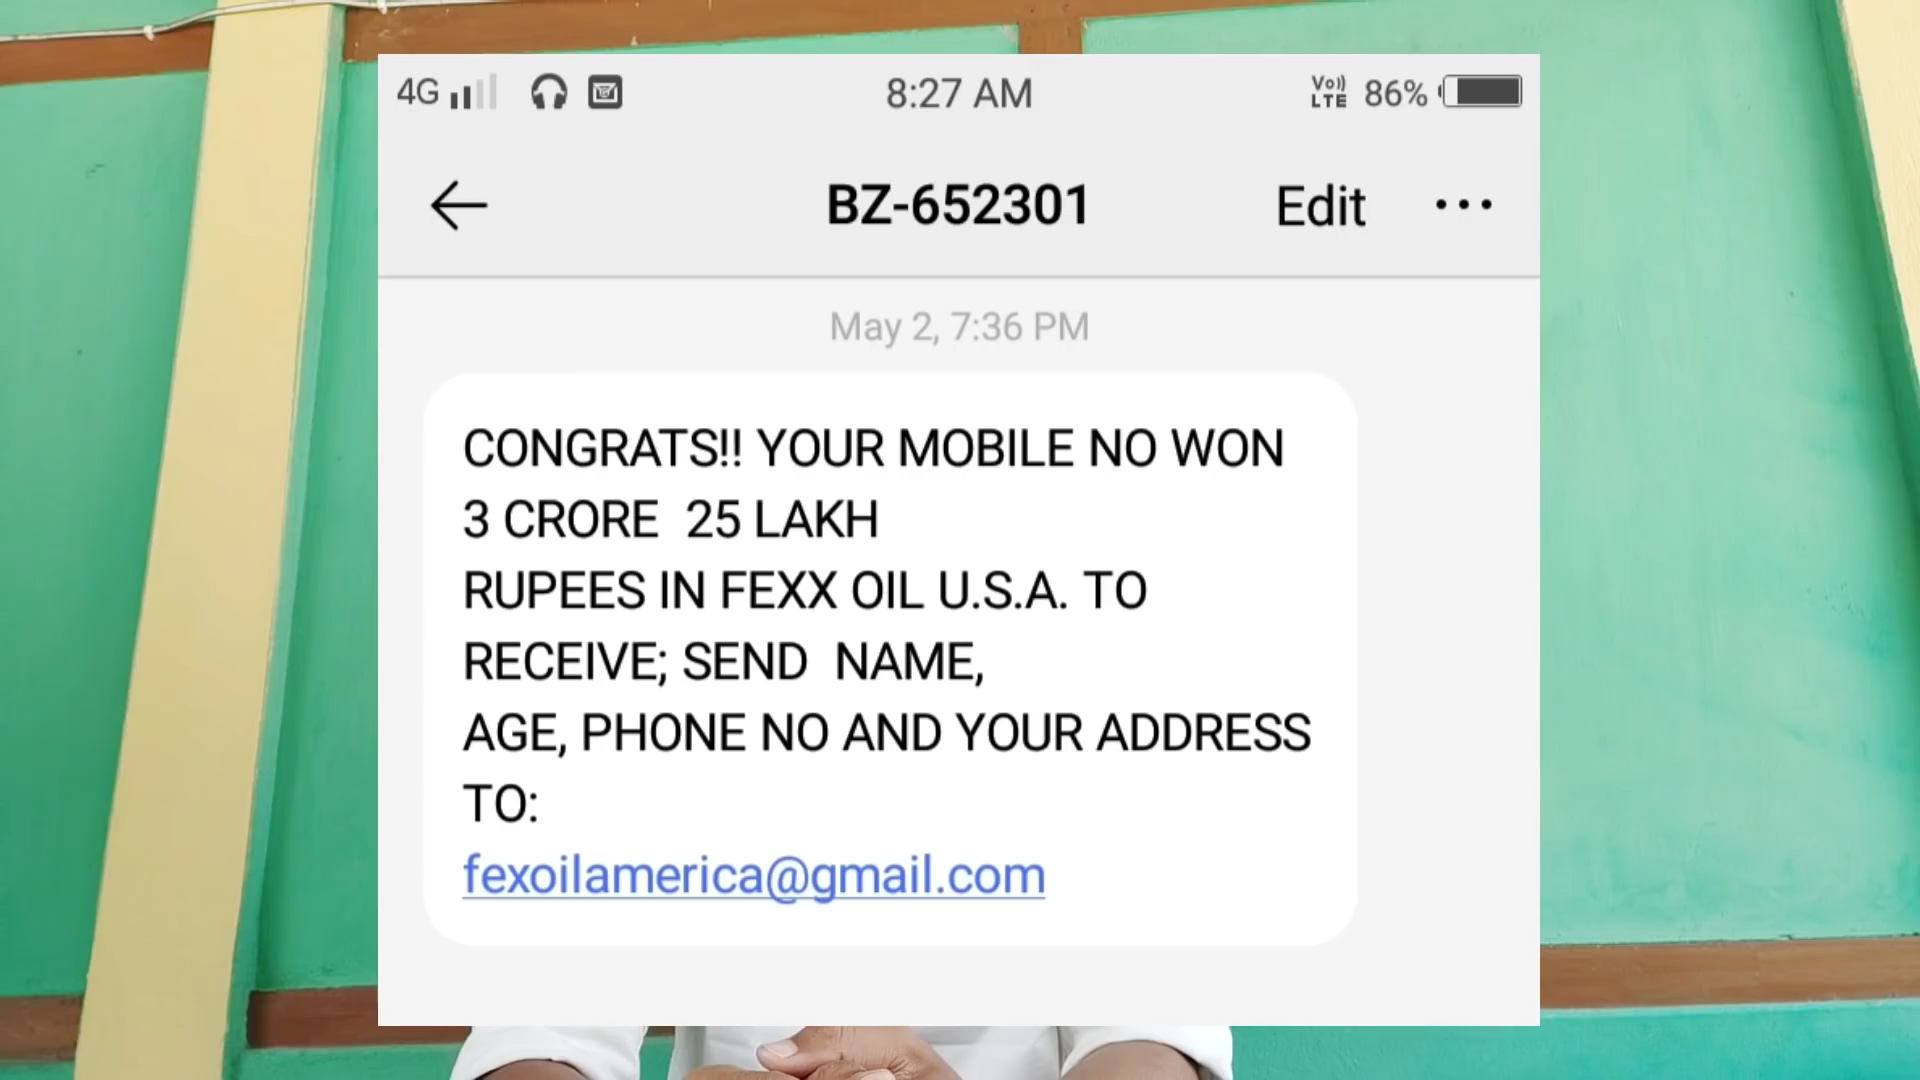 4G 8:27 AM Vo)) LTE 86%
BZ-652301 Edit
May 2, 7:36 PM
CONGRATS!! YOUR MOBILE NO WON
3 CRORE 25 LAKH
RUPEES IN FEXX OIL U.S.A. TO
RECEIVE; SEND NAME,
AGE, PHONE NO AND YOUR ADDRESS
TO:
fexoilamerica@gmail.com